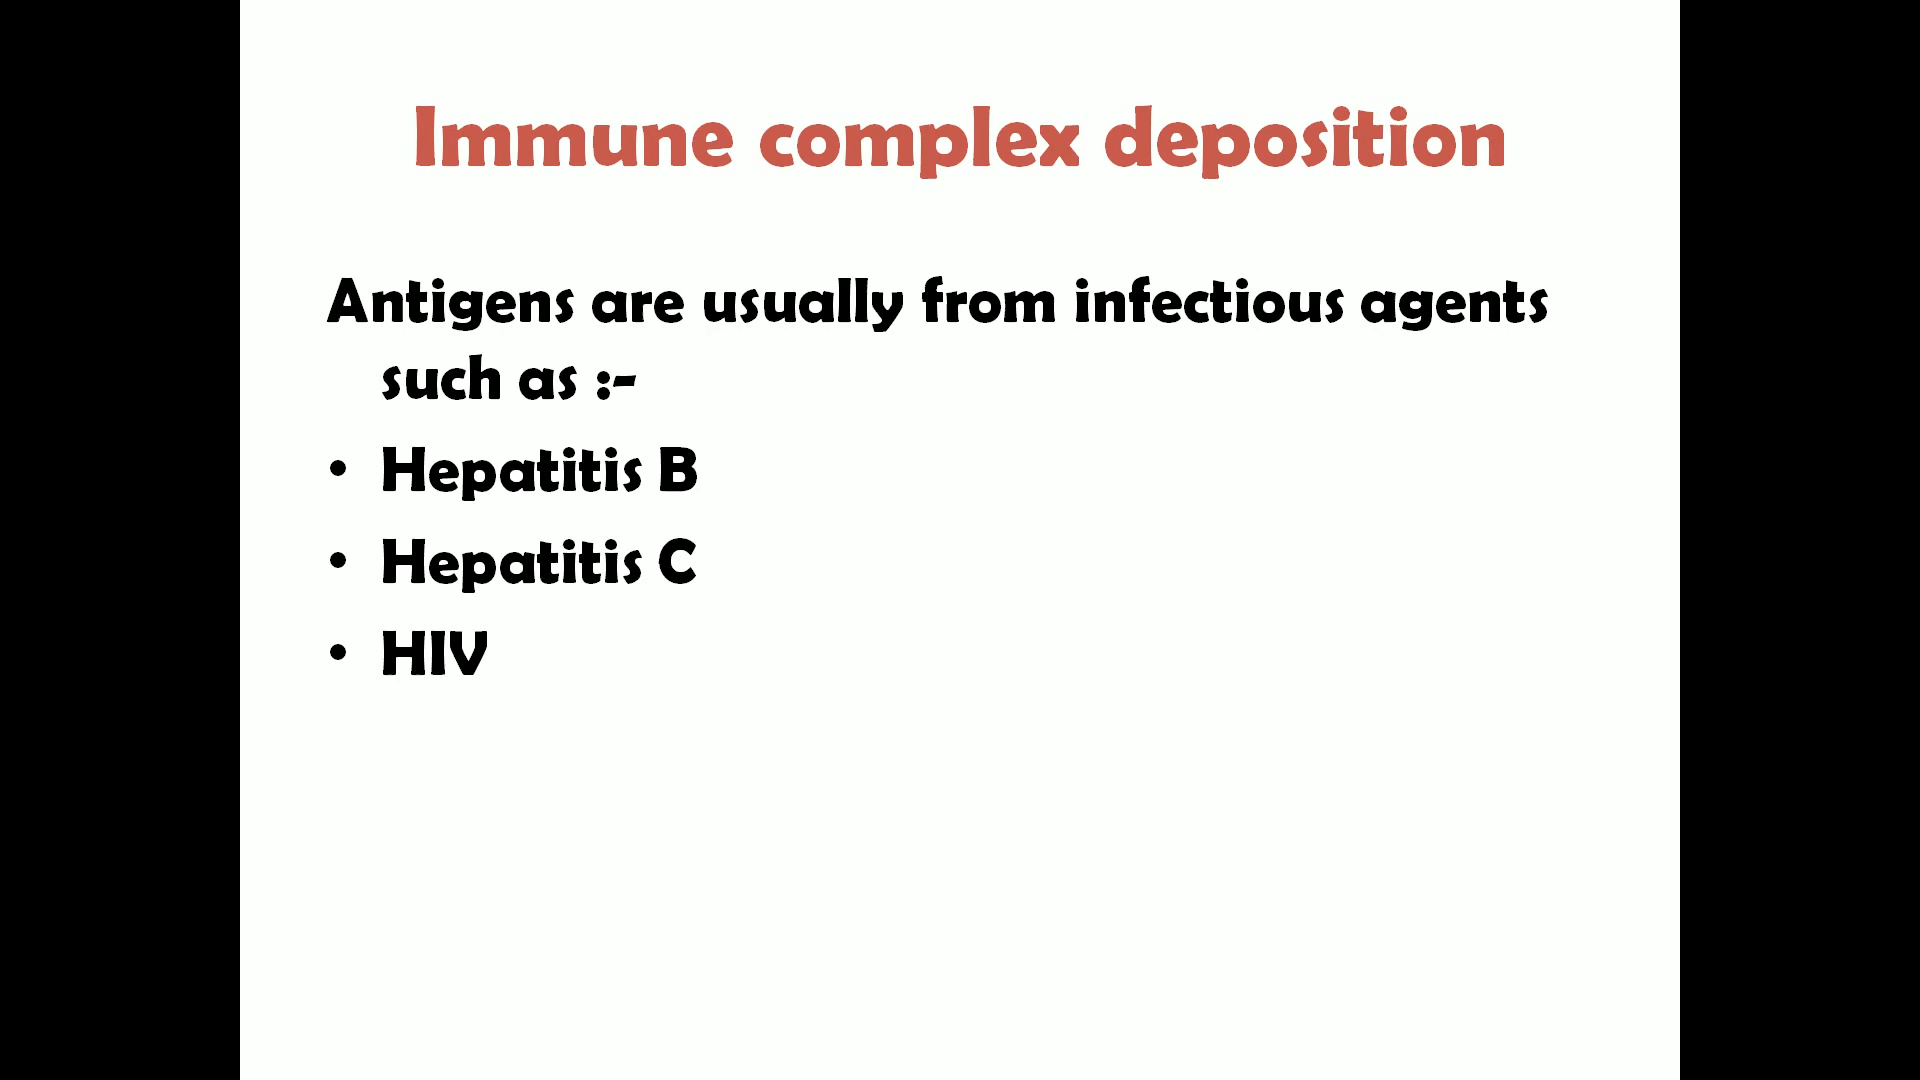 Immune complex deposition
Antigens are usually from infectious agents
such as :-
• Hepatitis B
• Hepatitis C
• HIV